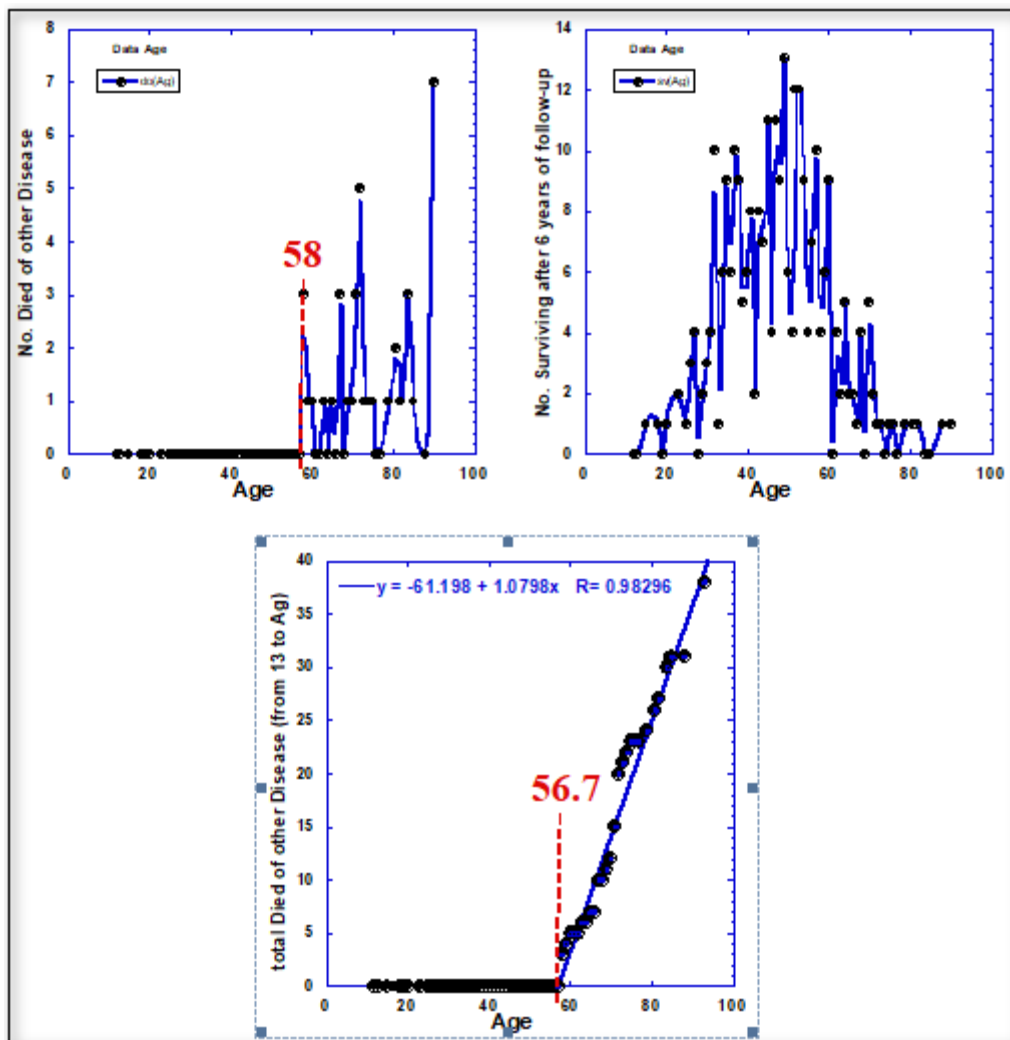 8
7
6
5
4
3
2
1
0
No. Died of other Disease
Data Age
do(Ag)
58
0 20 40 60 80 100
Age
14
12
10
8
6
4
2
0
No. Surviving after 6 years of follow-up
Data Age
sv(Ag)
0 20 40 60 80 100
Age
40
35
30
25
20
15
10
5
0
total Died of other Disease (from 13 to Ag)
y = -61.198 + 1.0798x R= 0.98296
56.7
0 20 40 60 80 100
Age